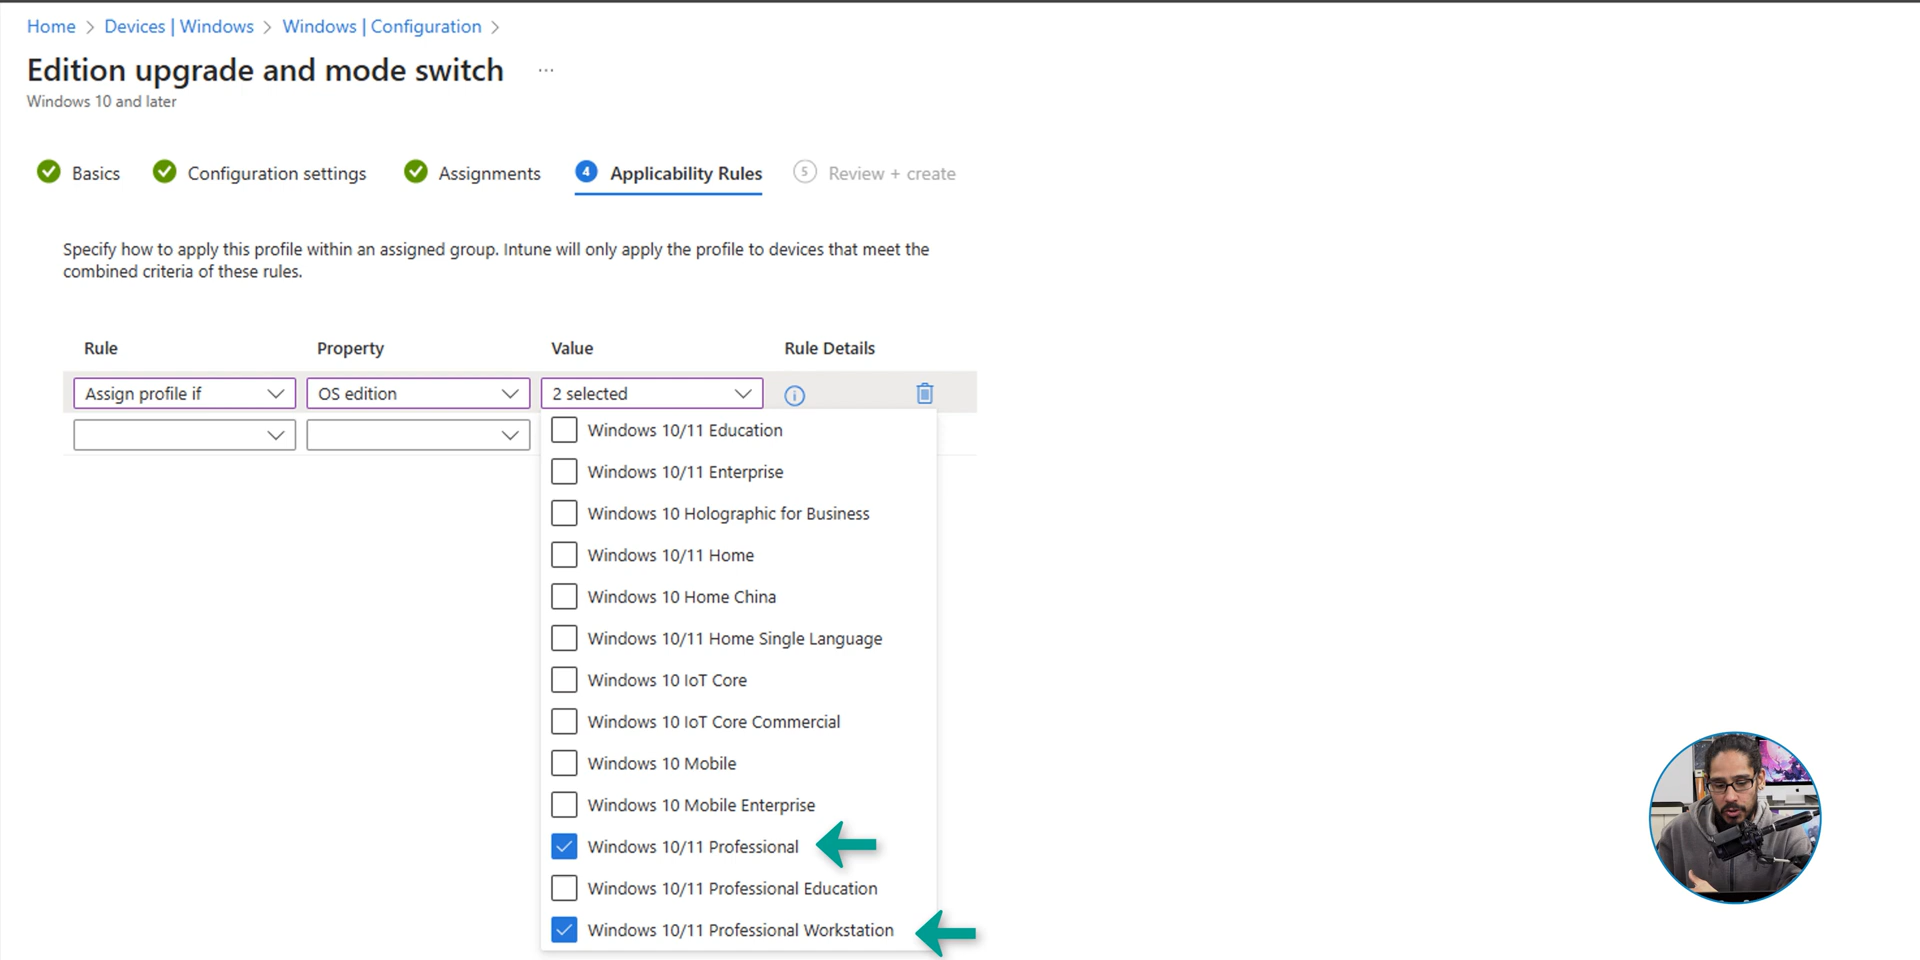 Home > Devices | Windows > Windows | Configuration >
Edition upgrade and mode switch ...
Windows 10 and later
Basics Configuration settings Assignments 4 Applicability Rules 5 Review + create
Specify how to apply this profile within an assigned group. Intune will only apply the profile to devices that meet the
combined criteria of these rules.
Rule Property Value Rule Details
Assign profile if OS edition 2 selected
Windows 10/11 Education
Windows 10/11 Enterprise
Windows 10 Holographic for Business
Windows 10/11 Home
Windows 10 Home China
Windows 10/11 Home Single Language
Windows 10 IoT Core
Windows 10 IoT Core Commercial
Windows 10 Mobile
Windows 10 Mobile Enterprise
Windows 10/11 Professional
Windows 10/11 Professional Education
Windows 10/11 Professional Workstation